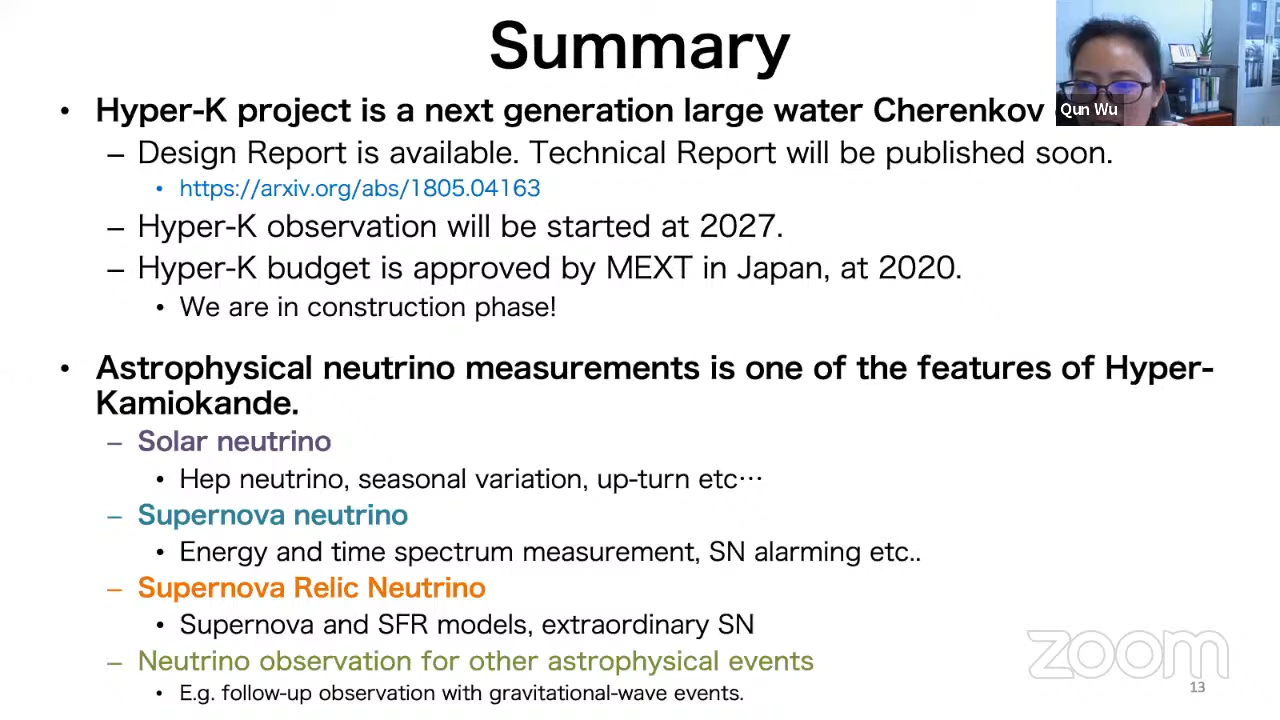 Summary
Qun Wu
• Hyper-K project is a next generation large water Cherenkov
– Design Report is available. Technical Report will be published soon.
• https://arxiv.org/abs/1805.04163
– Hyper-K observation will be started at 2027.
– Hyper-K budget is approved by MEXT in Japan, at 2020.
• We are in construction phase!
• Astrophysical neutrino measurements is one of the features of Hyper-
Kamiokande.
– Solar neutrino
• Hep neutrino, seasonal variation, up-turn etc⋯
– Supernova neutrino
• Energy and time spectrum measurement, SN alarming etc..
– Supernova Relic Neutrino
• Supernova and SFR models, extraordinary SN
– Neutrino observation for other astrophysical events
• E.g. follow-up observation with gravitational-wave events.
zoom
13